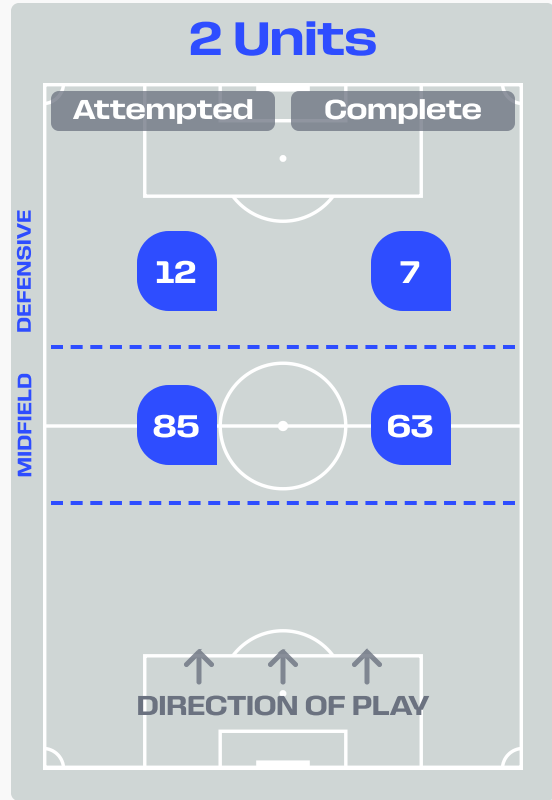 2 Units
Attempted
Complete
DEFENSIVE
12
7
MIDFIELD
85
63
DIRECTION OF PLAY